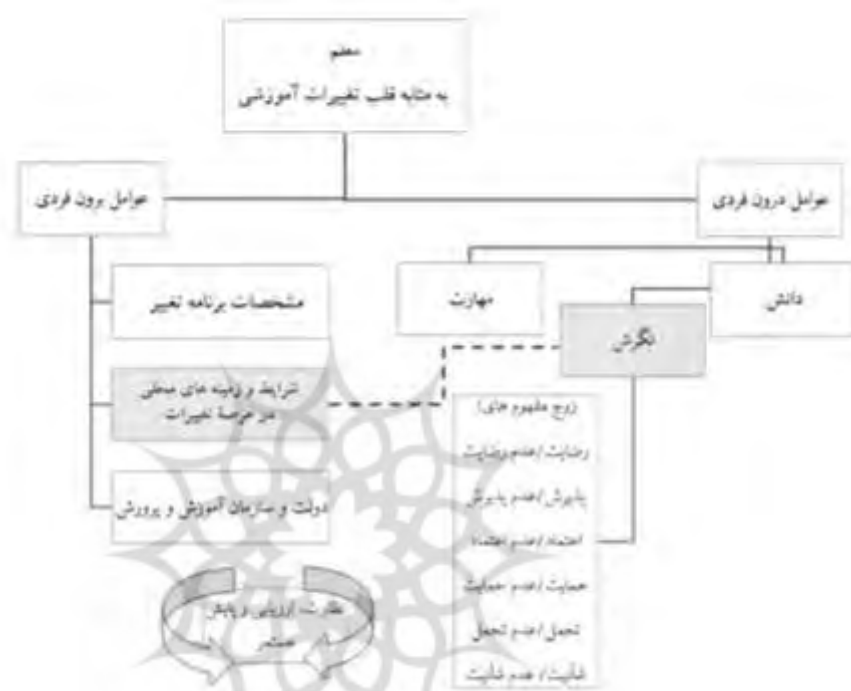 معلم
به مثابه قلب تغییرات آموزشی
عوامل درون فردی
عوامل برون فردی
دانش
مهارت
نگرش
مشخصات برنامه تغییر
شرایط و زمینه های محلی
در عرصۀ تغییرات
دولت و سازمان آموزش و پرورش
(زوج مفهوم های)
رضایت/عدم رضایت
پذیرش/عدم پذیرش
اعتماد/عدم اعتماد
حمایت/عدم حمایت
تحمل/عدم تحمل
نظارت، ارزیابی و پایش
مستمر